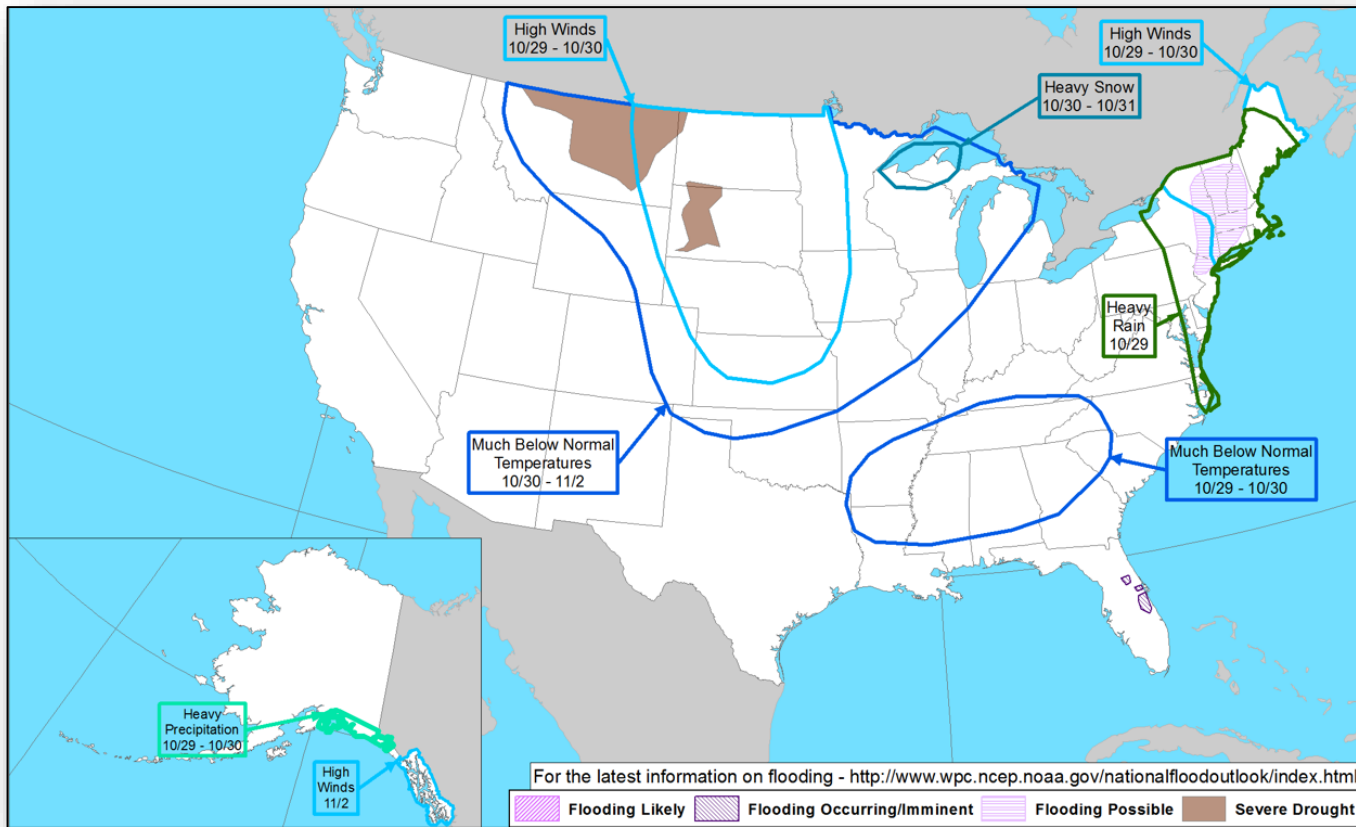 High Winds
10/29 - 10/30
High Winds
10/29 - 10/30
Heavy Snow
10/30 - 10/31
Heavy
Rain
10/29
Much Below Normal
Temperatures
10/30 - 11/2
Much Below Normal
Temperatures
10/29 - 10/30
Heavy
Precipitation
10/29 - 10/30
High
Winds
11/2
For the latest information on flooding - http://www.wpc.ncep.noaa.gov/nationalfloodoutlook/index.html
Flooding Likely
Flooding Occurring/Imminent
Flooding Possible
Severe Drought